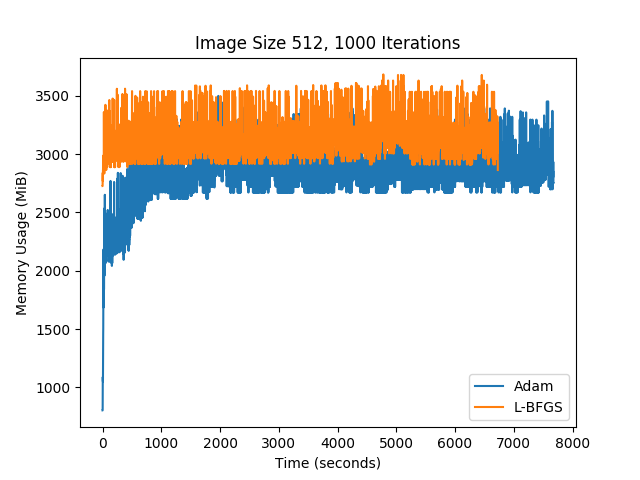 Image Size 512, 1000 Iterations
Memory Usage (MiB)
3500
3000
2500
2000
1500
1000
0 1000 2000 3000 4000 5000 6000 7000 8000
Time (seconds)
Adam
L-BFGS